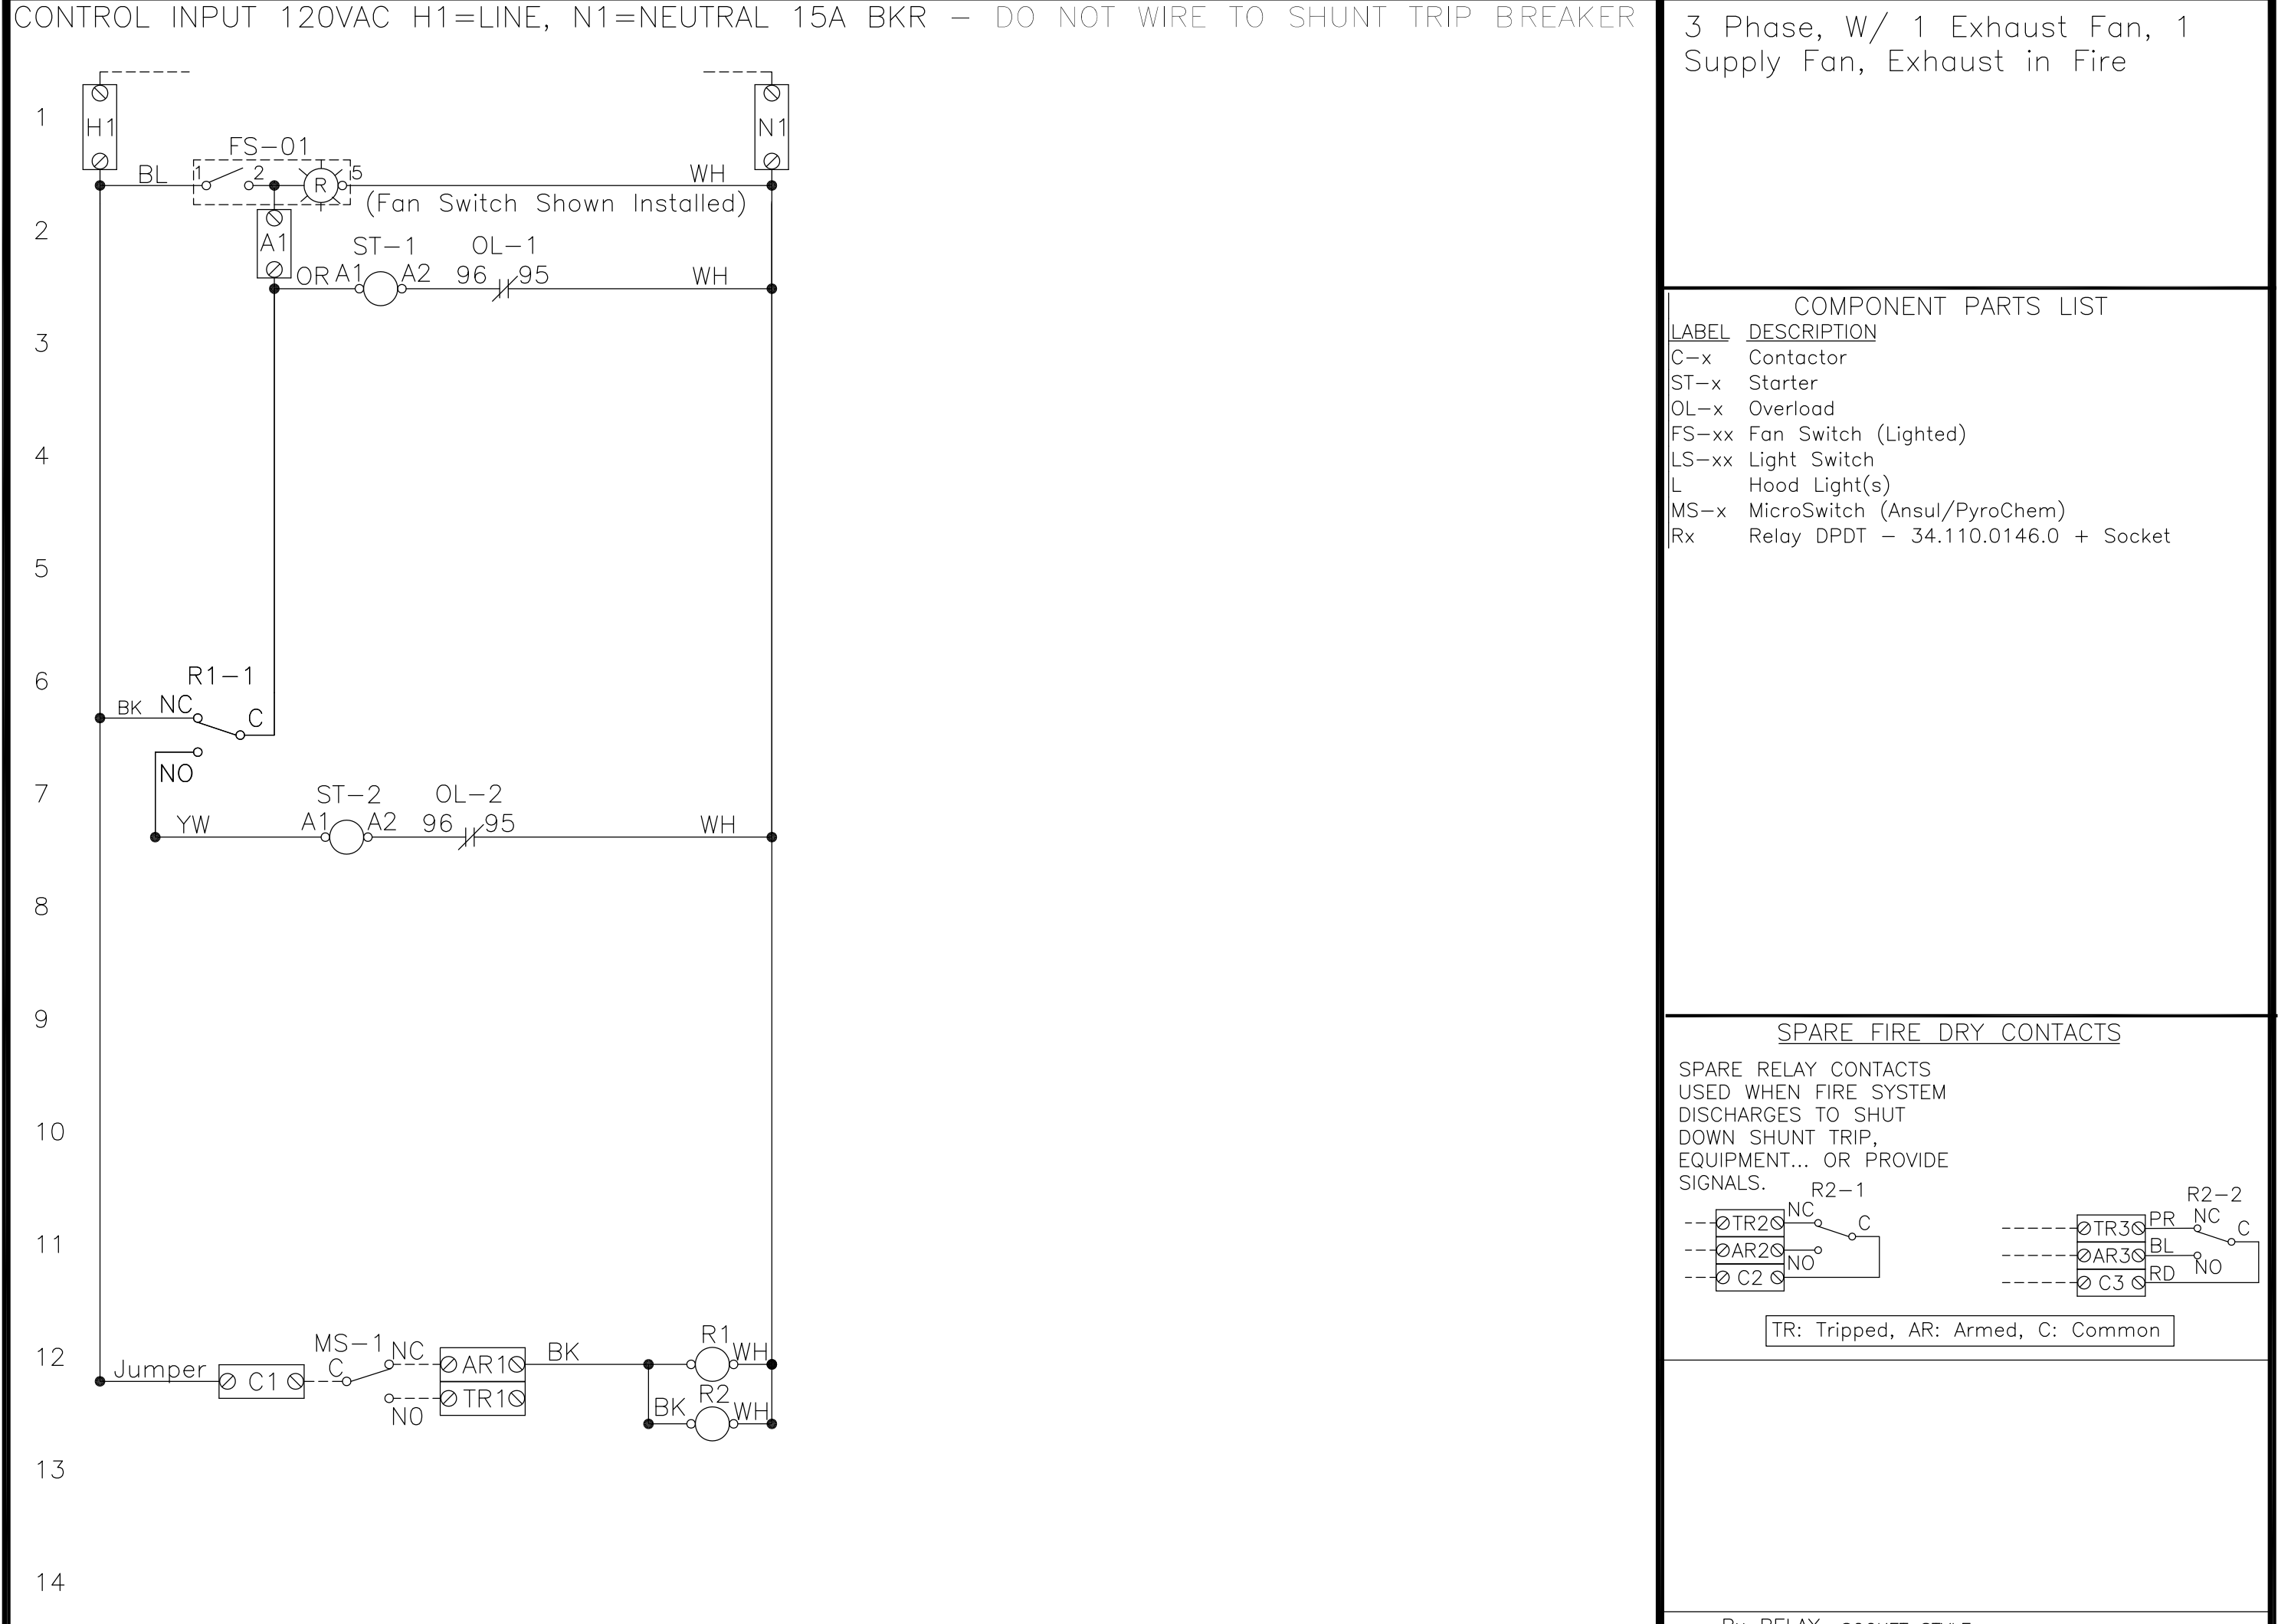 CONTROL INPUT 120VAC H1=LINE, N1=NEUTRAL 15A BKR – DO NOT WIRE TO SHUNT TRIP BREAKER
1
H1
N1
FS-01
BL
1
2
R
5
WH
(Fan Switch Shown Installed)
2
A1
ST-1
OL-1
OR
A1
A2
96
95
WH
3
4
5
6
R1-1
BK
NC
C
NO
7
ST-2
OL-2
YW
A1
A2
96
95
WH
8
9
10
11
12
Jumper
C1
MS-1
C
NC
NO
AR1
TR1
BK
R1
WH
BK
R2
WH
13
14
3 Phase, W/ 1 Exhaust Fan, 1
Supply Fan, Exhaust in Fire
COMPONENT PARTS LIST
LABEL DESCRIPTION
C-x Contactor
ST-x Starter
OL-x Overload
FS-xx Fan Switch (Lighted)
LS-xx Light Switch
L Hood Light(s)
MS-x MicroSwitch (Ansul/PyroChem)
Rx Relay DPDT - 34.110.0146.0 + Socket
SPARE FIRE DRY CONTACTS
SPARE RELAY CONTACTS
USED WHEN FIRE SYSTEM
DISCHARGES TO SHUT
DOWN SHUNT TRIP,
EQUIPMENT... OR PROVIDE
SIGNALS.
R2-1
TR2
NC
C
AR2
NO
C2
R2-2
TR3
PR
NC
C
AR3
BL
NO
C3
RD
TR: Tripped, AR: Armed, C: Common